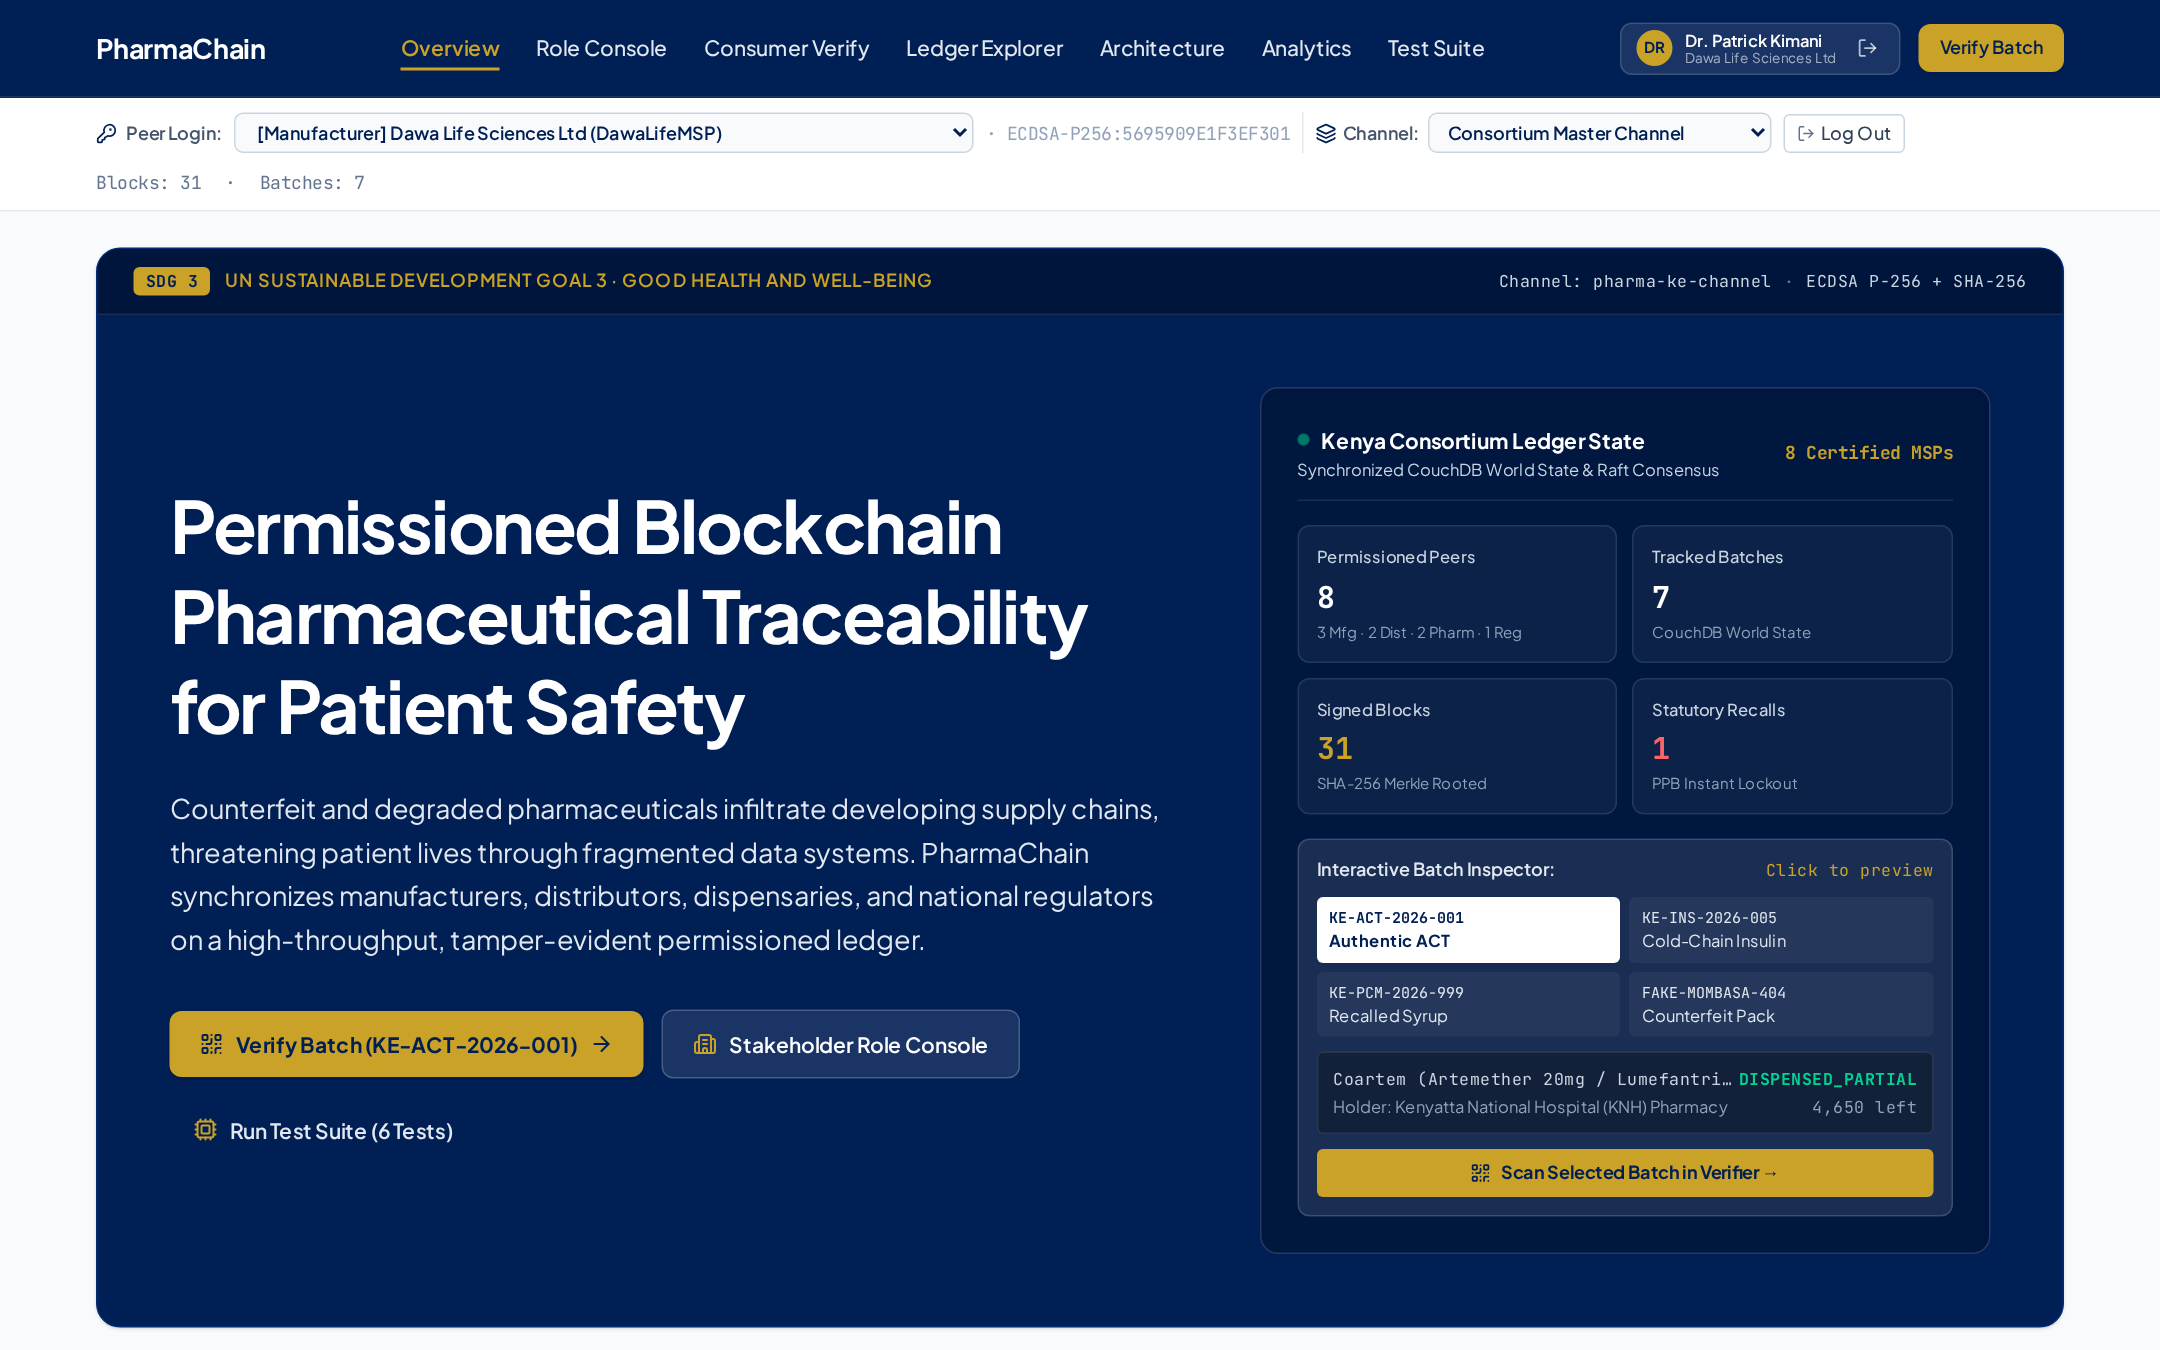 PharmaChain
Overview
Role Console
Consumer Verify
Ledger Explorer
Architecture
Analytics
Test Suite
DR
Dr. Patrick Kimani
Dawa Life Sciences Ltd
Verify Batch
Peer Login:
[Manufacturer] Dawa Life Sciences Ltd (DawaLifeMSP)
· ECDSA-P256:5695909E1F3EF301
Channel:
Consortium Master Channel
Log Out
Blocks: 31 · Batches: 7
SDG 3
UN SUSTAINABLE DEVELOPMENT GOAL 3 · GOOD HEALTH AND WELL-BEING
Channel: pharma-ke-channel · ECDSA P-256 + SHA-256
Permissioned Blockchain
Pharmaceutical Traceability
for Patient Safety
Counterfeit and degraded pharmaceuticals infiltrate developing supply chains,
threatening patient lives through fragmented data systems. PharmaChain
synchronizes manufacturers, distributors, dispensaries, and national regulators
on a high-throughput, tamper-evident permissioned ledger.
Verify Batch (KE-ACT-2026-001) →
Stakeholder Role Console
Run Test Suite (6 Tests)
Kenya Consortium Ledger State
Synchronized CouchDB World State & Raft Consensus
8 Certified MSPs
Permissioned Peers
8
3 Mfg · 2 Dist · 2 Pharm · 1 Reg
Tracked Batches
7
CouchDB World State
Signed Blocks
31
SHA-256 Merkle Rooted
Statutory Recalls
1
PPB Instant Lockout
Interactive Batch Inspector:
Click to preview
KE-ACT-2026-001
Authentic ACT
KE-INS-2026-005
Cold-Chain Insulin
KE-PCM-2026-999
Recalled Syrup
FAKE-MOMBASA-404
Counterfeit Pack
Coartem (Artemether 20mg / Lumefantri…
DISPENSED_PARTIAL
Holder: Kenyatta National Hospital (KNH) Pharmacy
4,650 left
Scan Selected Batch in Verifier →